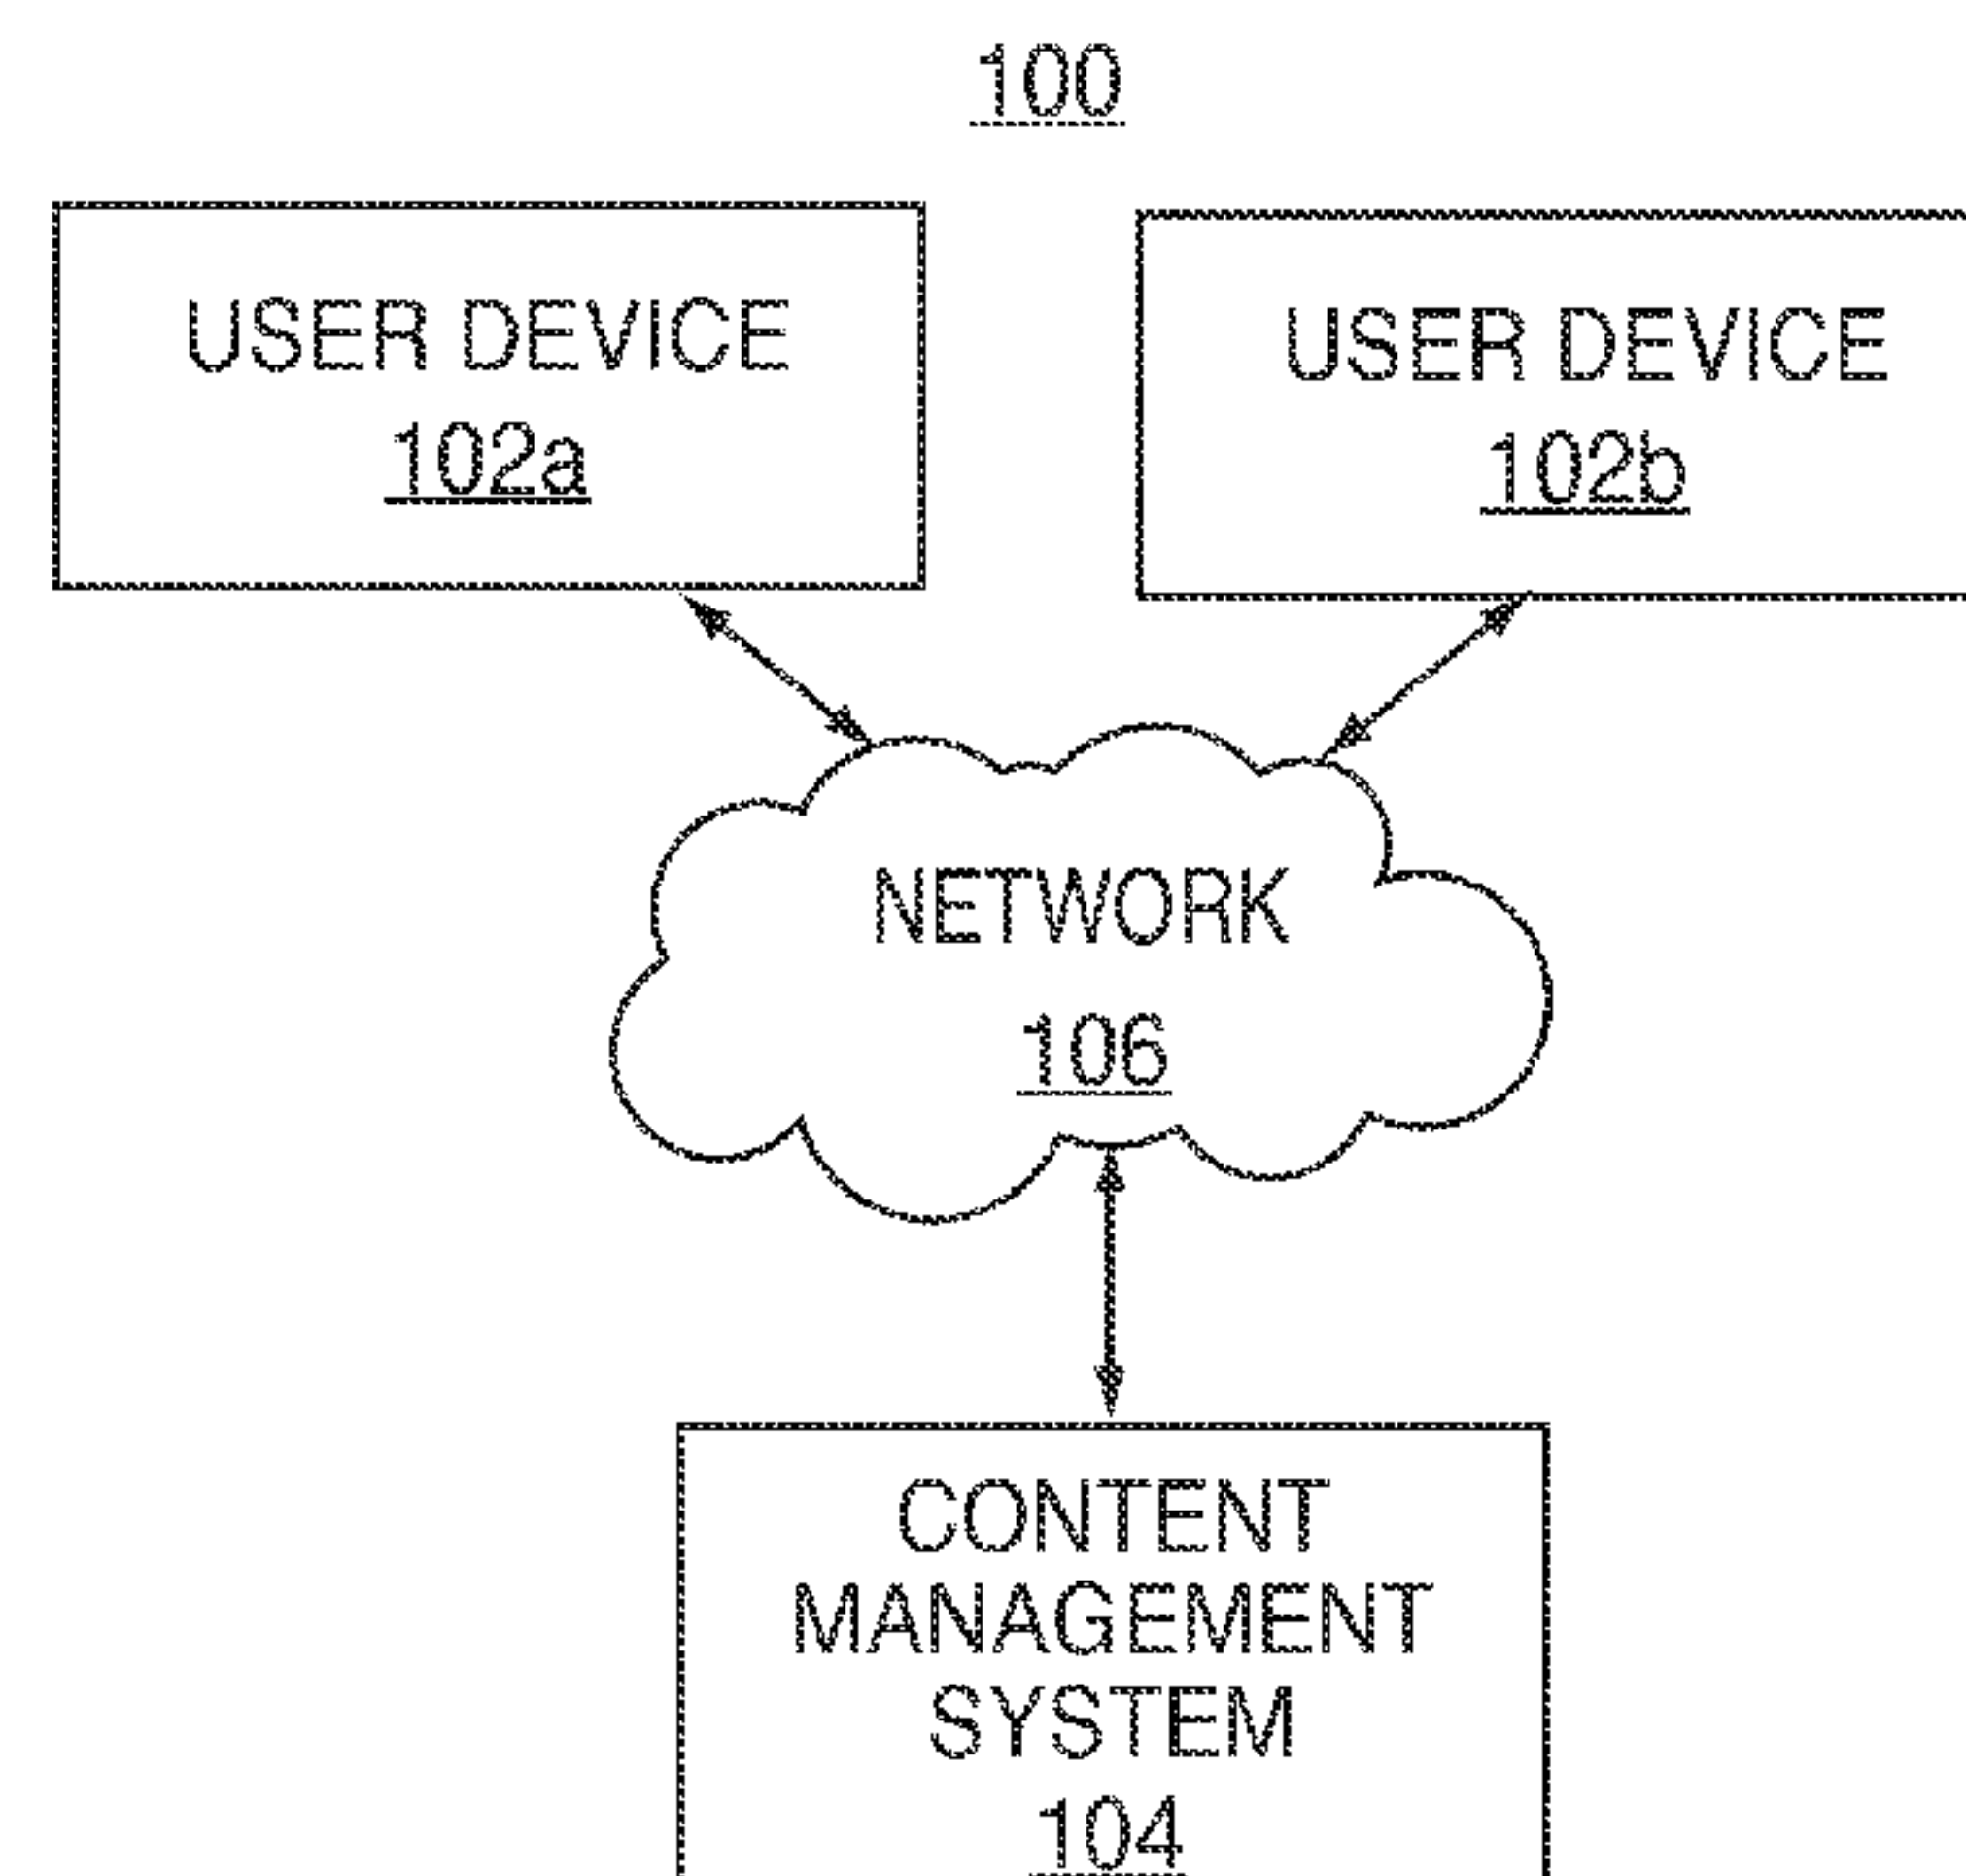 100
USER DEVICE
102a
USER DEVICE
102b
NETWORK
106
CONTENT
MANAGEMENT
SYSTEM
104